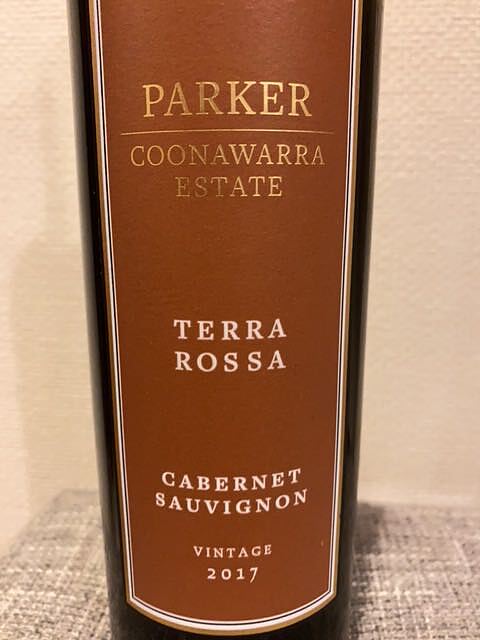 PARKER
COONAWARRA
ESTATE
TERRA
ROSSA
CABERNET
SAUVIGNON
VINTAGE
2017